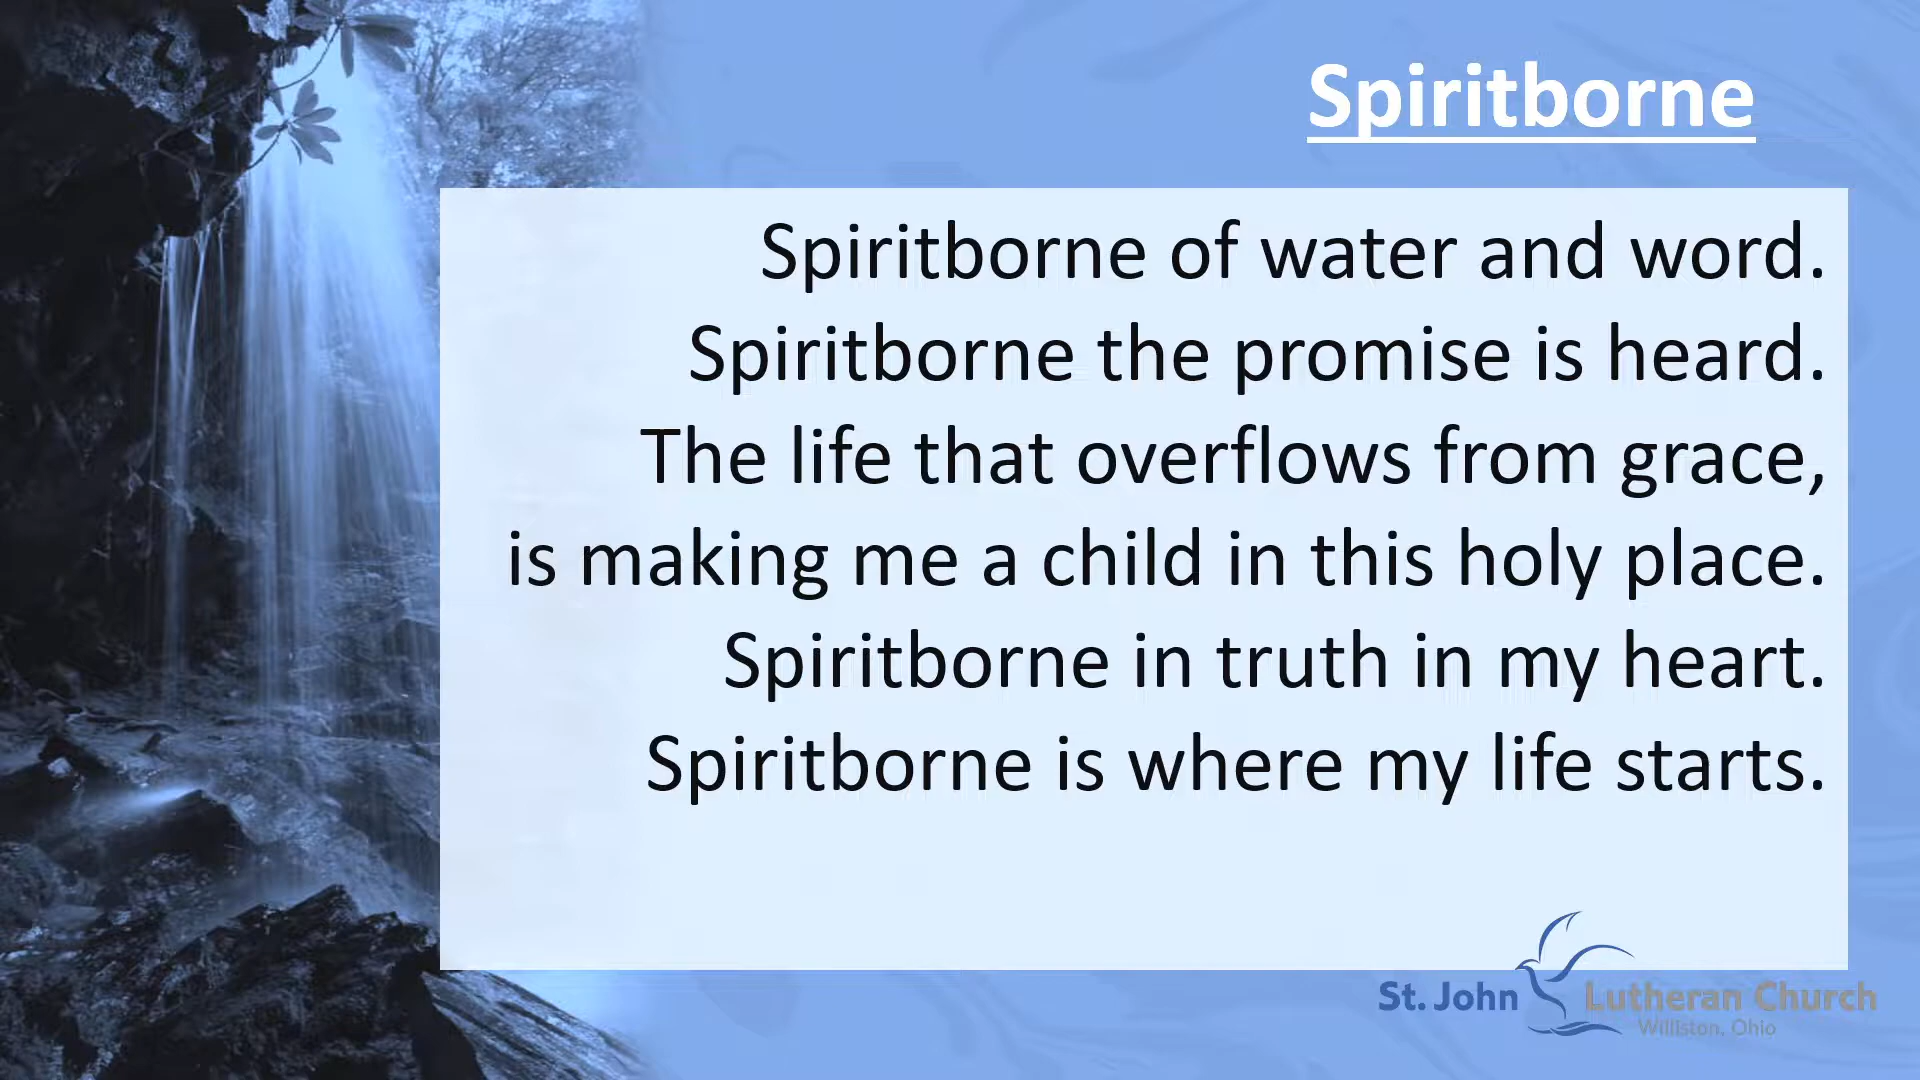 Spiritborne
Spiritborne of water and word.
Spiritborne the promise is heard.
The life that overflows from grace,
is making me a child in this holy place.
Spiritborne in truth in my heart.
Spiritborne is where my life starts.
St. John Lutheran Church
Williston, Ohio